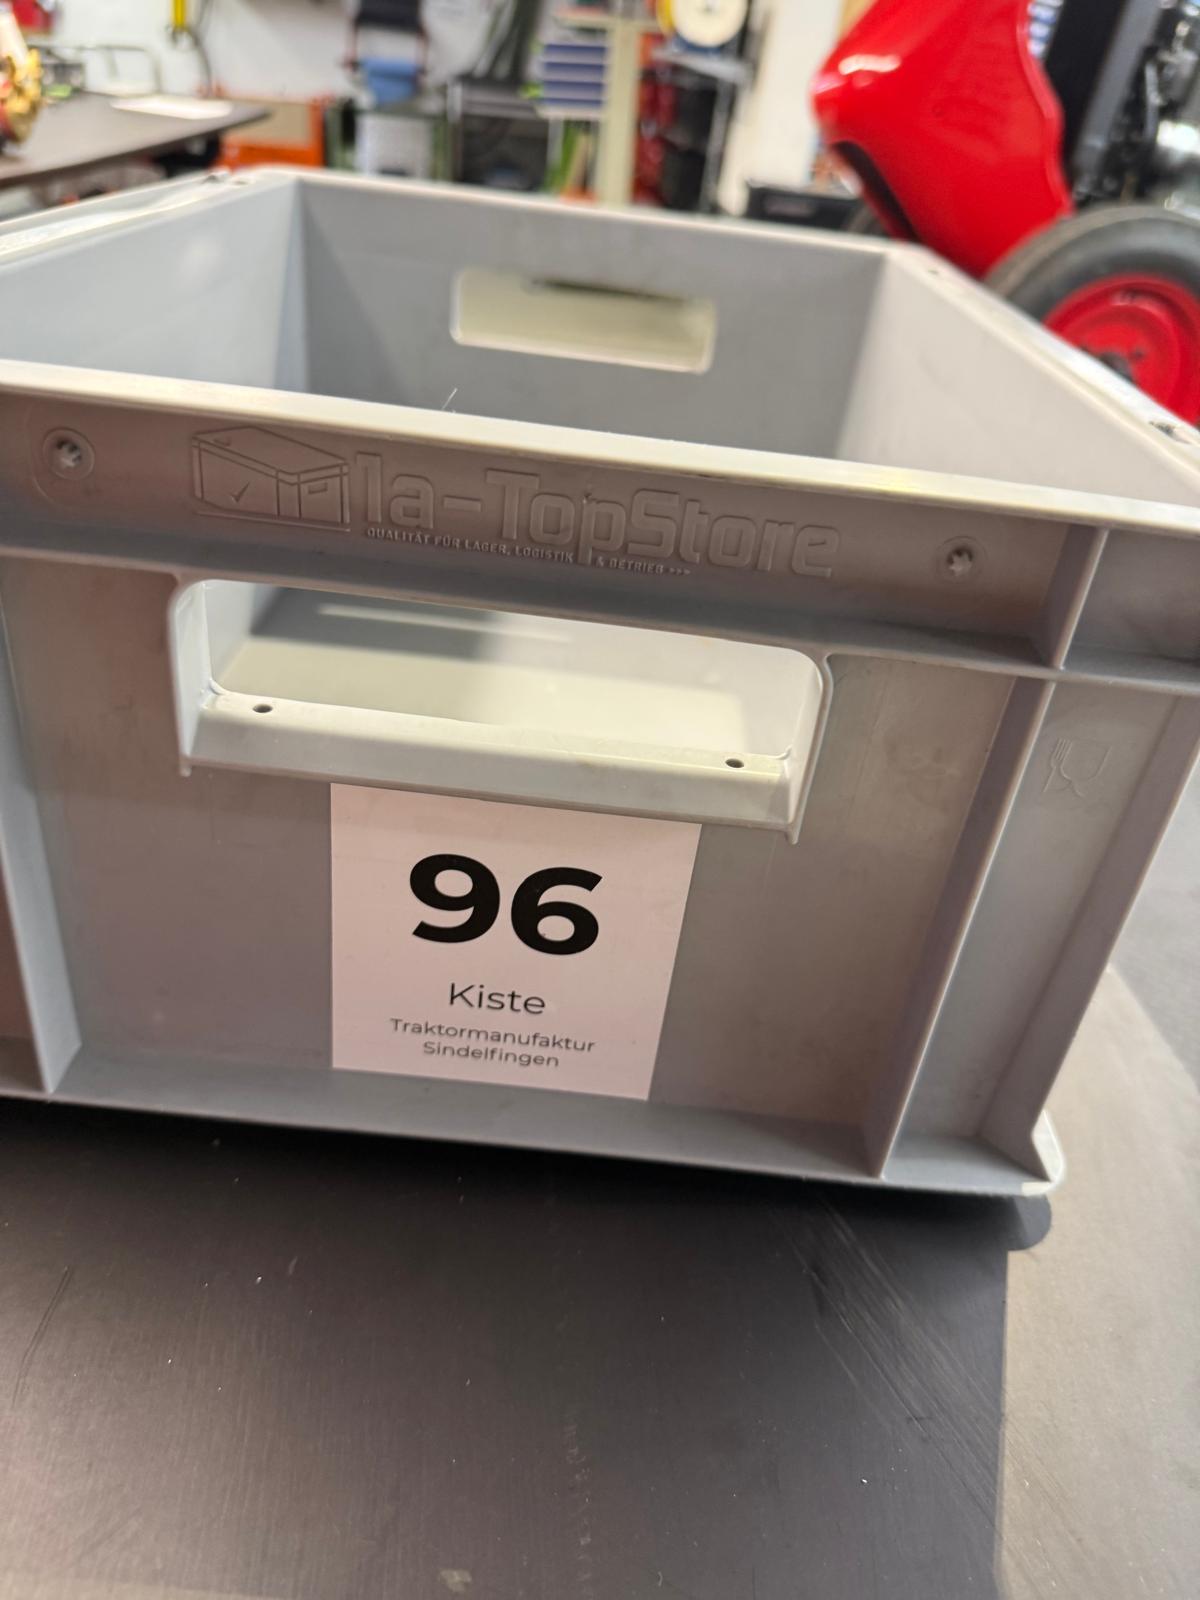 1a-TopStore
QUALITÄT FÜR LAGER, LOGISTIK & BETRIEB >>>
96
Kiste
Traktormanufaktur
Sindelfingen